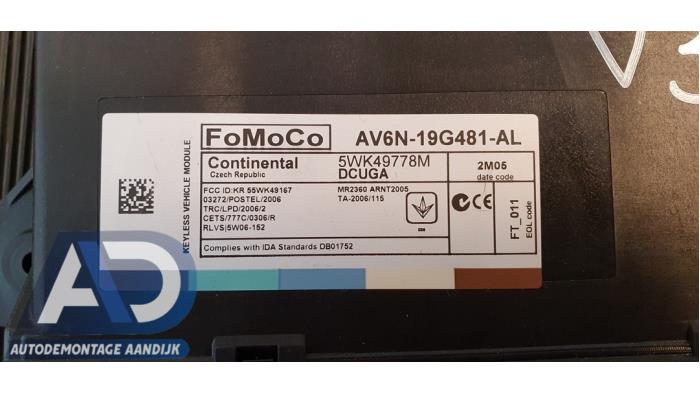 KEYLESS VEHICLE MODULE
FoMoCo AV6N-19G481-AL
Continental 5WK49778M
Czech Republic DCUGA
2M05
date code
FCC ID:KR 55WK49167
03272/POSTEL/2006
TRC/LPD/2006/2
CETS/777C/0306/R
RLVS|5W06-152
MR2360 ARNT2005
TA-2006/115
CE
FT_011
EOL code
Complies with IDA Standards DB01752
AD
AUTODEMONTAGE AANDIJK